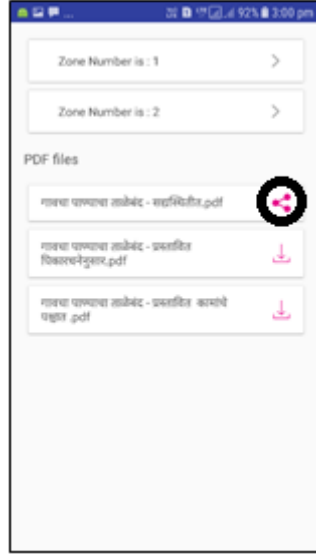 92% 3:00 pm
Zone Number is : 1
Zone Number is : 2
PDF files
गावचा पाण्याचा ताळेबंद - सद्यस्थितीत.pdf
गावचा पाण्याचा ताळेबंद - प्रस्तावित
पिकरचनेनुसार.pdf
गावचा पाण्याचा ताळेबंद - प्रस्तावित कामांचे
पश्चात .pdf